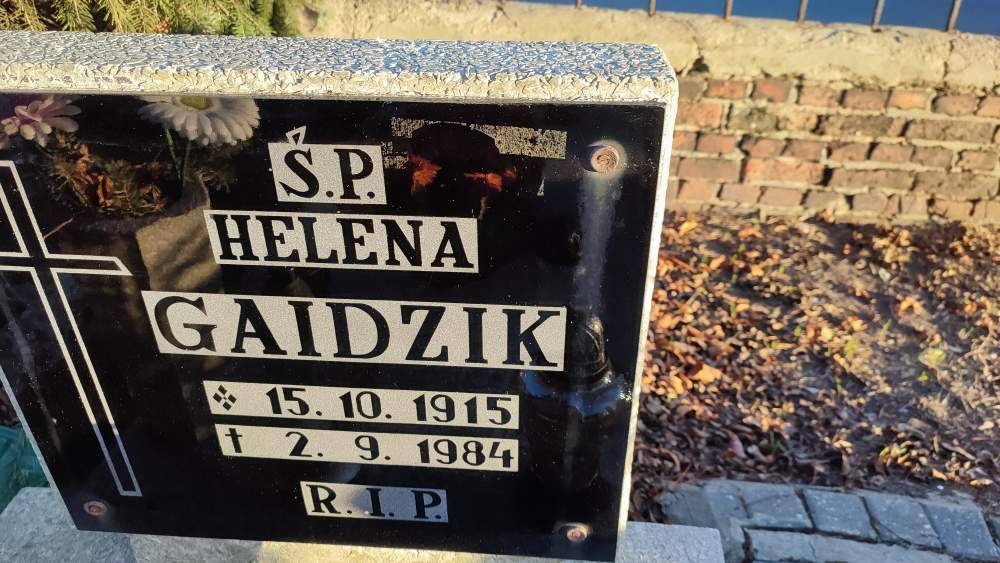 Ś.P.
HELENA
GAIDZIK
15. 10. 1915
† 2. 9. 1984
R.I.P.